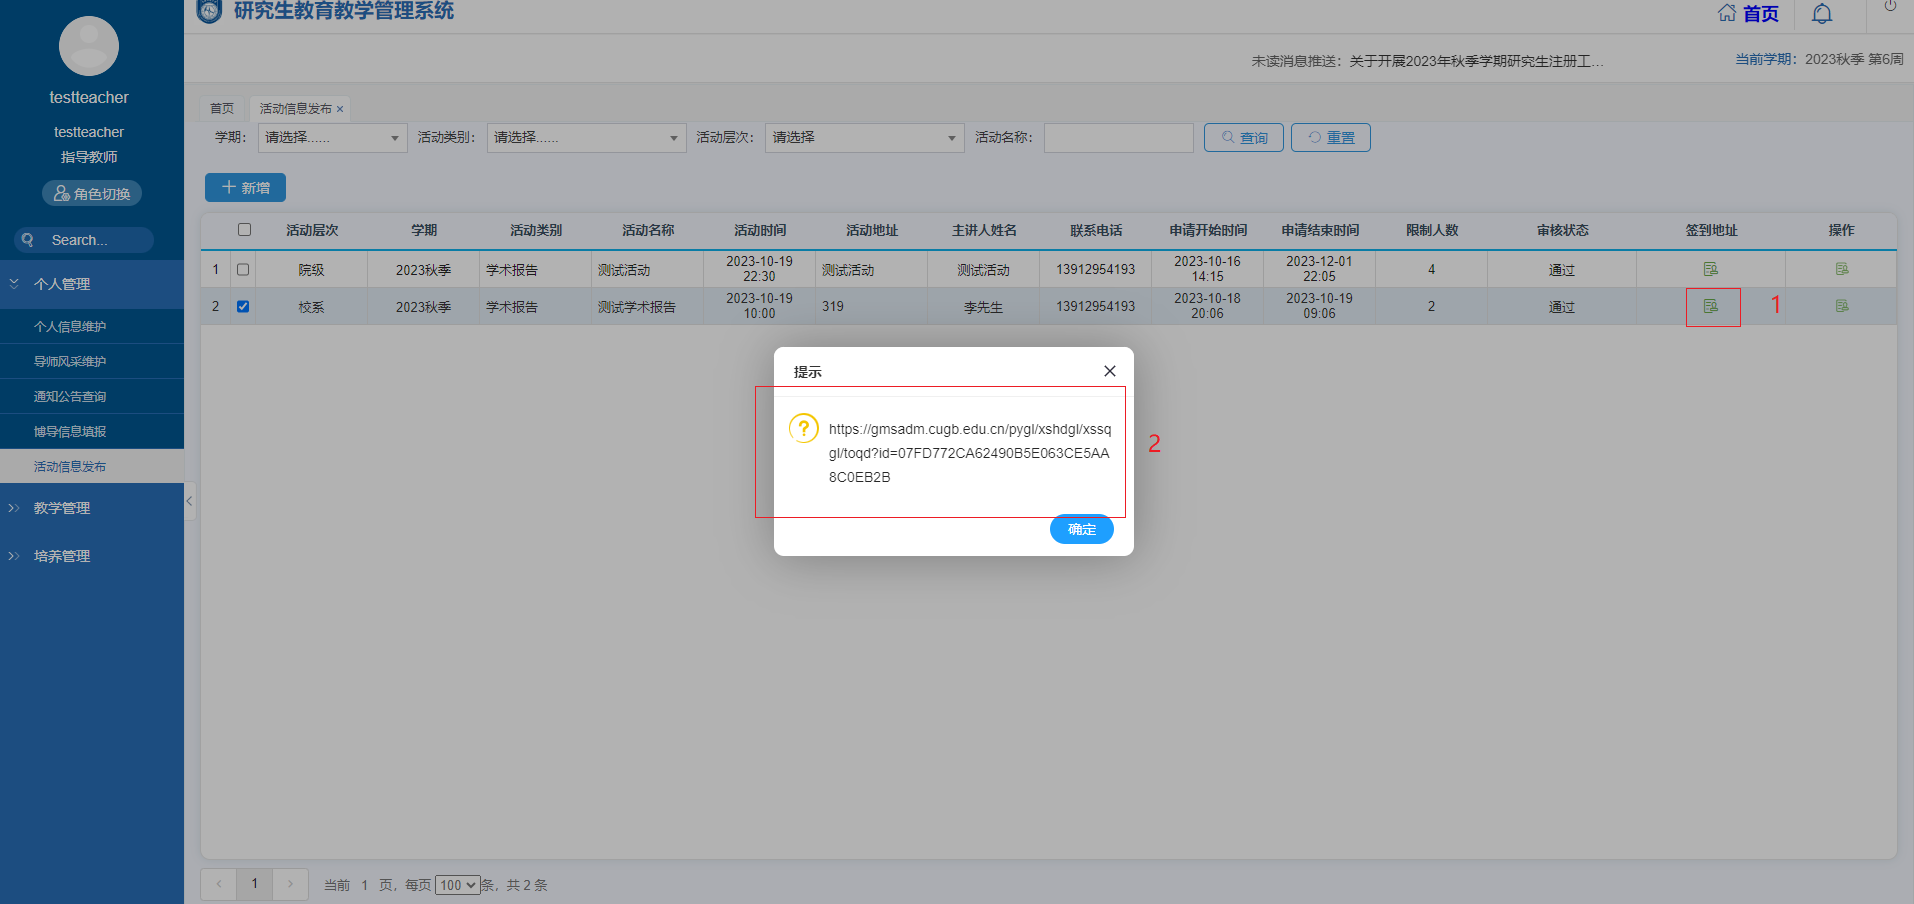 研究生教育教学管理系统
首页
未读消息推送：关于开展2023年秋季学期研究生注册工...
当前学期：2023秋季 第6周
testteacher
testteacher
指导教师
角色切换
Search...
个人管理
个人信息维护
导师风采维护
通知公告查询
博导信息填报
活动信息发布
教学管理
培养管理
首页 活动信息发布 ×
学期： 请选择...... 活动类别： 请选择...... 活动层次： 请选择 活动名称： 查询 重置
新增
活动层次 学期 活动类别 活动名称 活动时间 活动地址 主讲人姓名 联系电话 申请开始时间 申请结束时间 限制人数 审核状态 签到地址 操作
1 院级 2023秋季 学术报告 测试活动 2023-10-19 22:30 测试活动 测试活动 13912954193 2023-10-16 14:15 2023-12-01 22:05 4 通过
2 校系 2023秋季 学术报告 测试学术报告 2023-10-19 10:00 319 李先生 13912954193 2023-10-18 20:06 2023-10-19 09:06 2 通过
1
提示
https://gmsadm.cugb.edu.cn/pygl/xshdgl/xssq
gl/toqd?id=07FD772CA62490B5E063CE5AA
8C0EB2B
2
确定
1 当前 1 页，每页 100 条，共 2 条